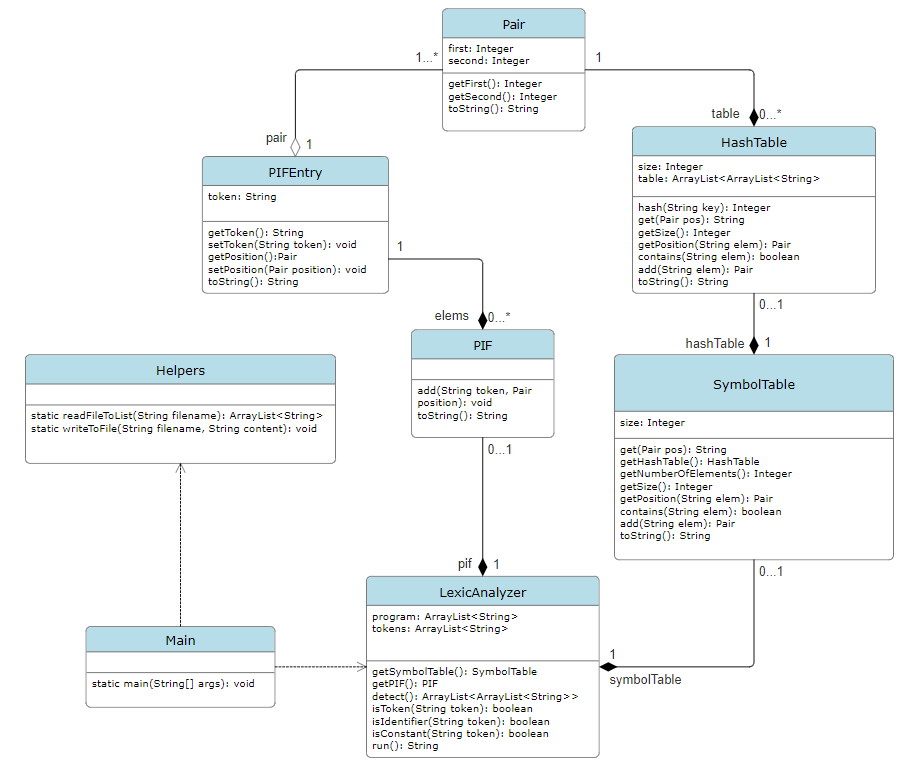 Pair
first: Integer
second: Integer
getFirst(): Integer
getSecond(): Integer
toString(): String
1...*
1
pair
1
table
0...*
PIFEntry
token: String
getToken(): String
setToken(String token): void
getPosition():Pair
setPosition(Pair position): void
toString(): String
HashTable
size: Integer
table: ArrayList<ArrayList<String>
hash(String key): Integer
get(Pair pos): String
getSize(): Integer
getPosition(String elem): Pair
contains(String elem): boolean
add(String elem): Pair
toString(): String
1
elems
0...*
0...1
hashTable
1
PIF
add(String token, Pair
position): void
toString(): String
Helpers
static readFileToList(String filename): ArrayList<String>
static writeToFile(String filename, String content): void
SymbolTable
size: Integer
get(Pair pos): String
getHashTable(): HashTable
getNumberOfElements(): Integer
getSize(): Integer
getPosition(String elem): Pair
contains(String elem): boolean
add(String elem): Pair
toString(): String
0...1
pif
1
0...1
LexicAnalyzer
program: ArrayList<String>
tokens: ArrayList<String>
getSymbolTable(): SymbolTable
getPIF(): PIF
detect(): ArrayList<ArrayList<String>>
isToken(String token): boolean
isIdentifier(String token): boolean
isConstant(String token): boolean
run(): String
1
symbolTable
Main
static main(String[] args): void